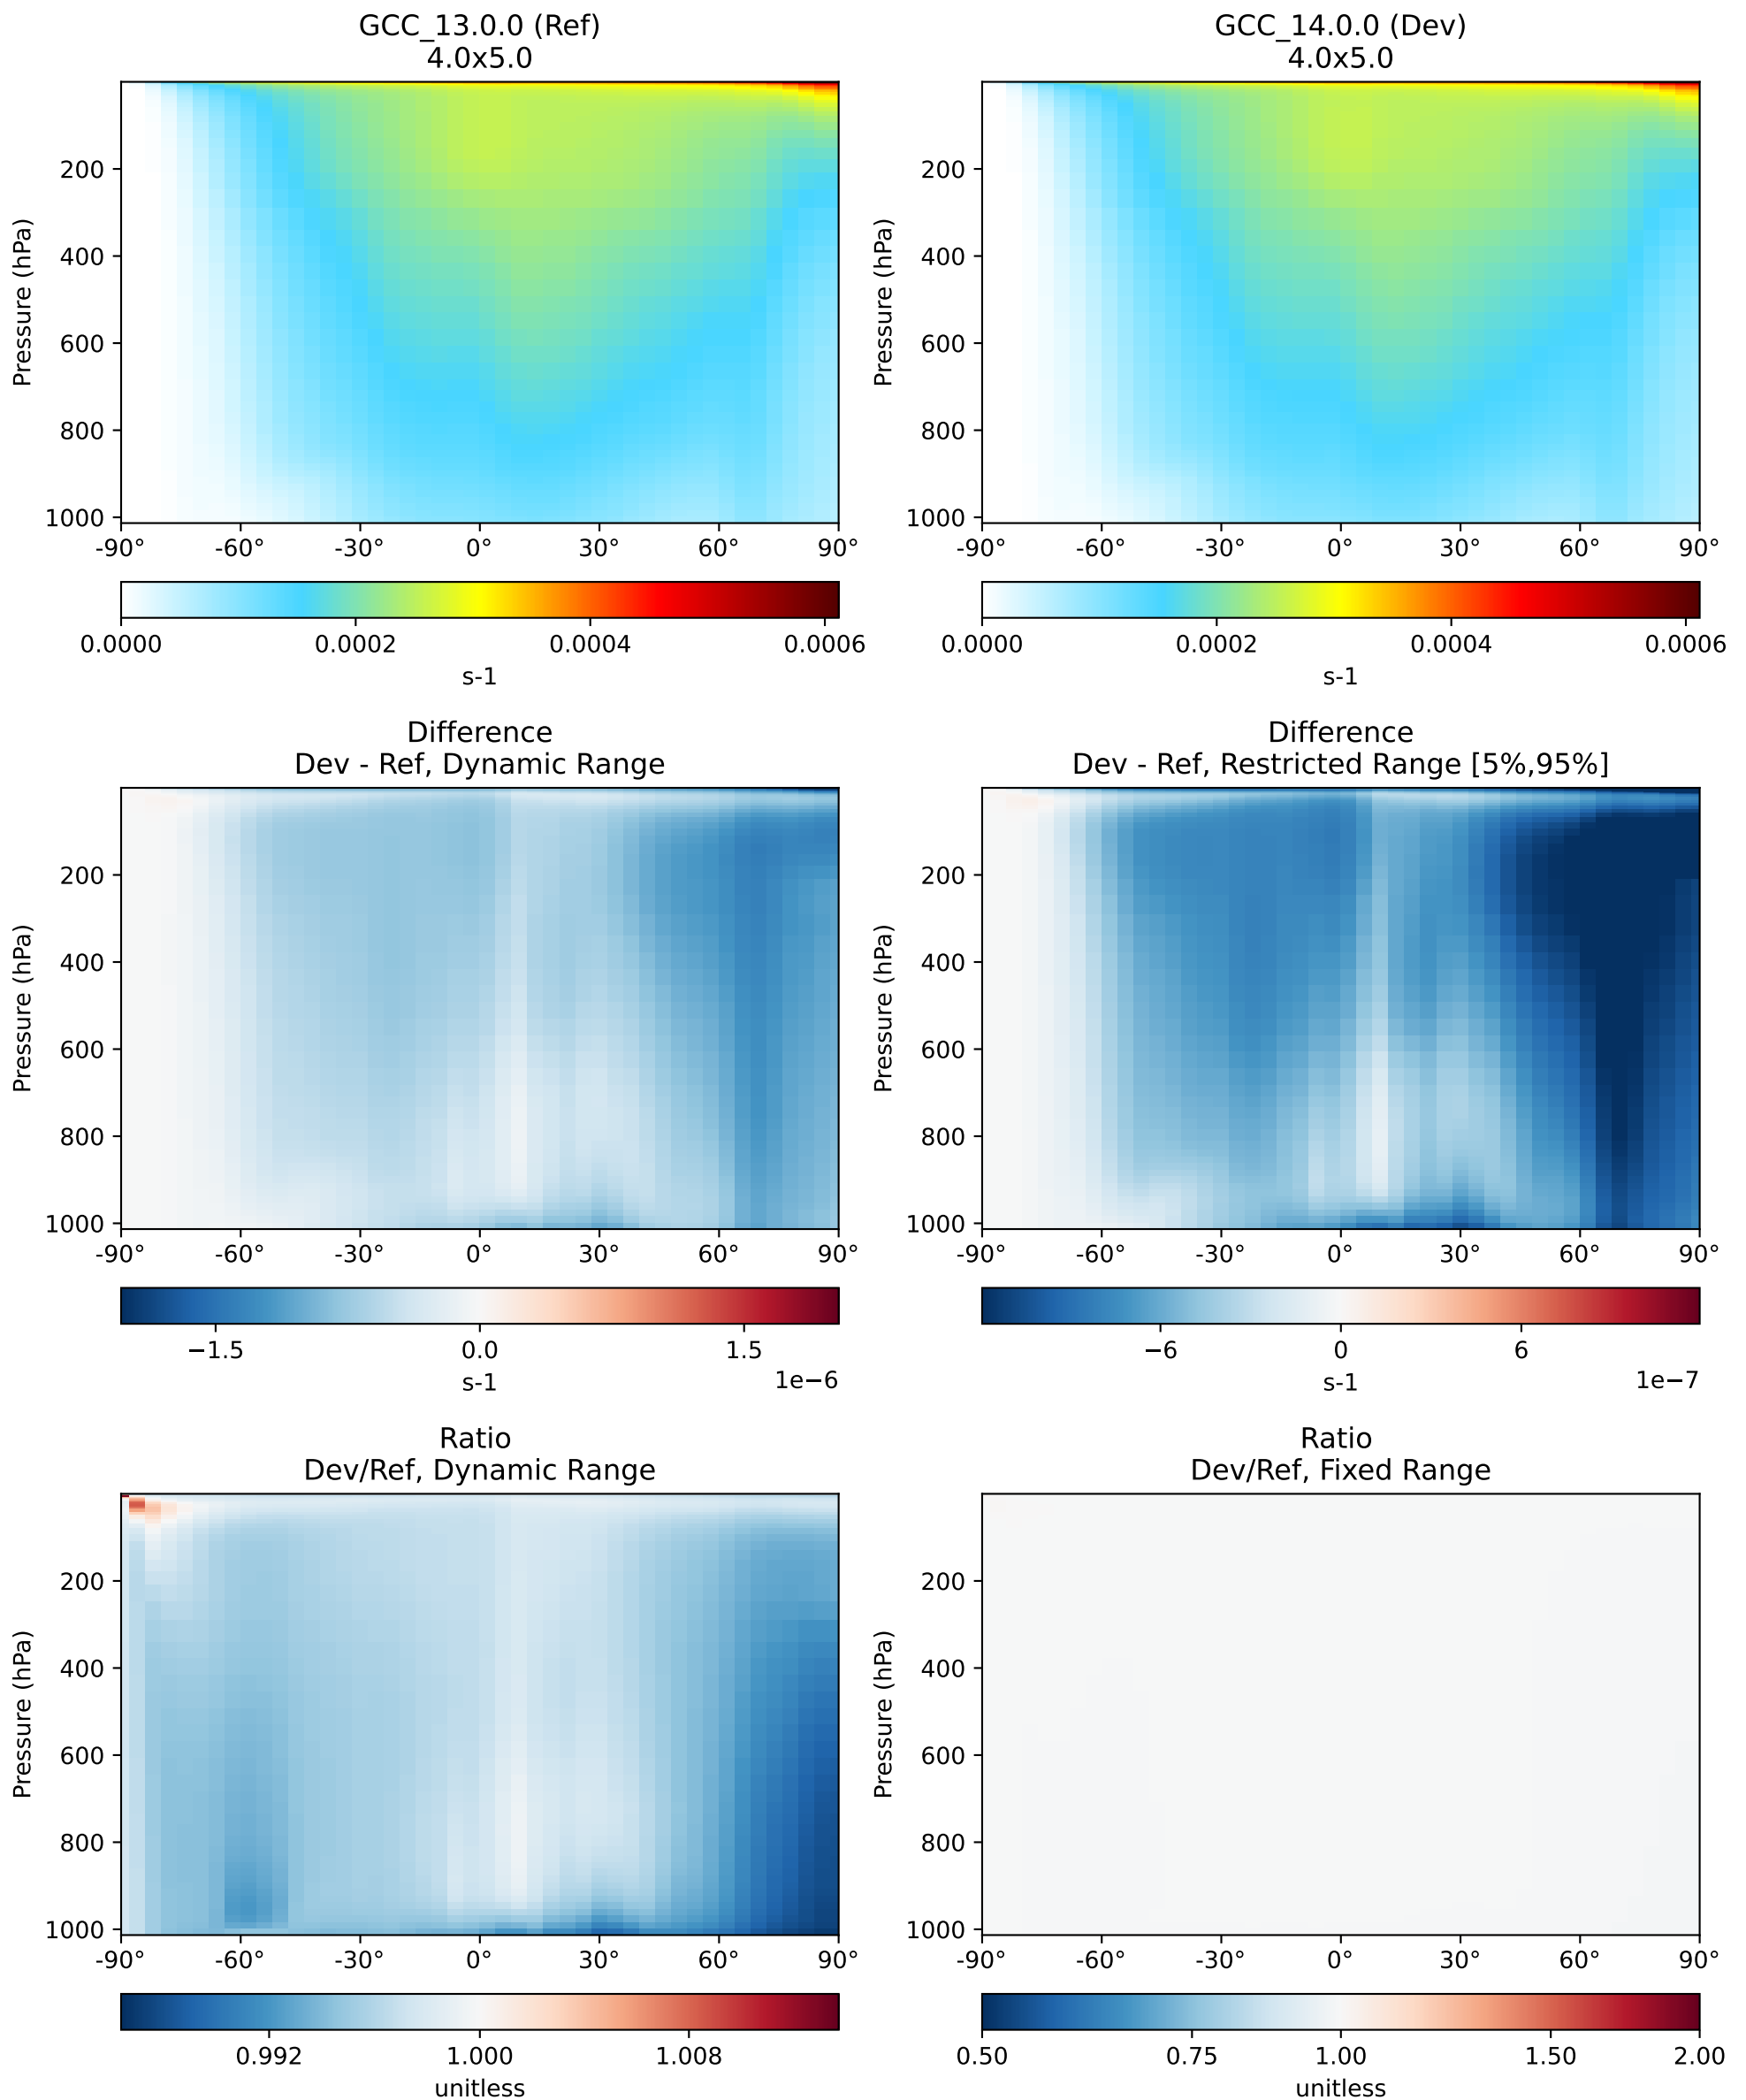 GCC_13.0.0 (Ref)
4.0x5.0
Pressure (hPa)
200
400
600
800
1000
-90° -60° -30° 0° 30° 60° 90°
0.0000 0.0002 0.0004 0.0006
s-1
GCC_14.0.0 (Dev)
4.0x5.0
Pressure (hPa)
200
400
600
800
1000
-90° -60° -30° 0° 30° 60° 90°
0.0000 0.0002 0.0004 0.0006
s-1
Difference
Dev - Ref, Dynamic Range
Pressure (hPa)
200
400
600
800
1000
-90° -60° -30° 0° 30° 60° 90°
−1.5 0.0 1.5
s-1 1e−6
Difference
Dev - Ref, Restricted Range [5%,95%]
Pressure (hPa)
200
400
600
800
1000
-90° -60° -30° 0° 30° 60° 90°
−6 0 6
s-1 1e−7
Ratio
Dev/Ref, Dynamic Range
Pressure (hPa)
200
400
600
800
1000
-90° -60° -30° 0° 30° 60° 90°
0.992 1.000 1.008
unitless
Ratio
Dev/Ref, Fixed Range
Pressure (hPa)
200
400
600
800
1000
-90° -60° -30° 0° 30° 60° 90°
0.50 0.75 1.00 1.50 2.00
unitless